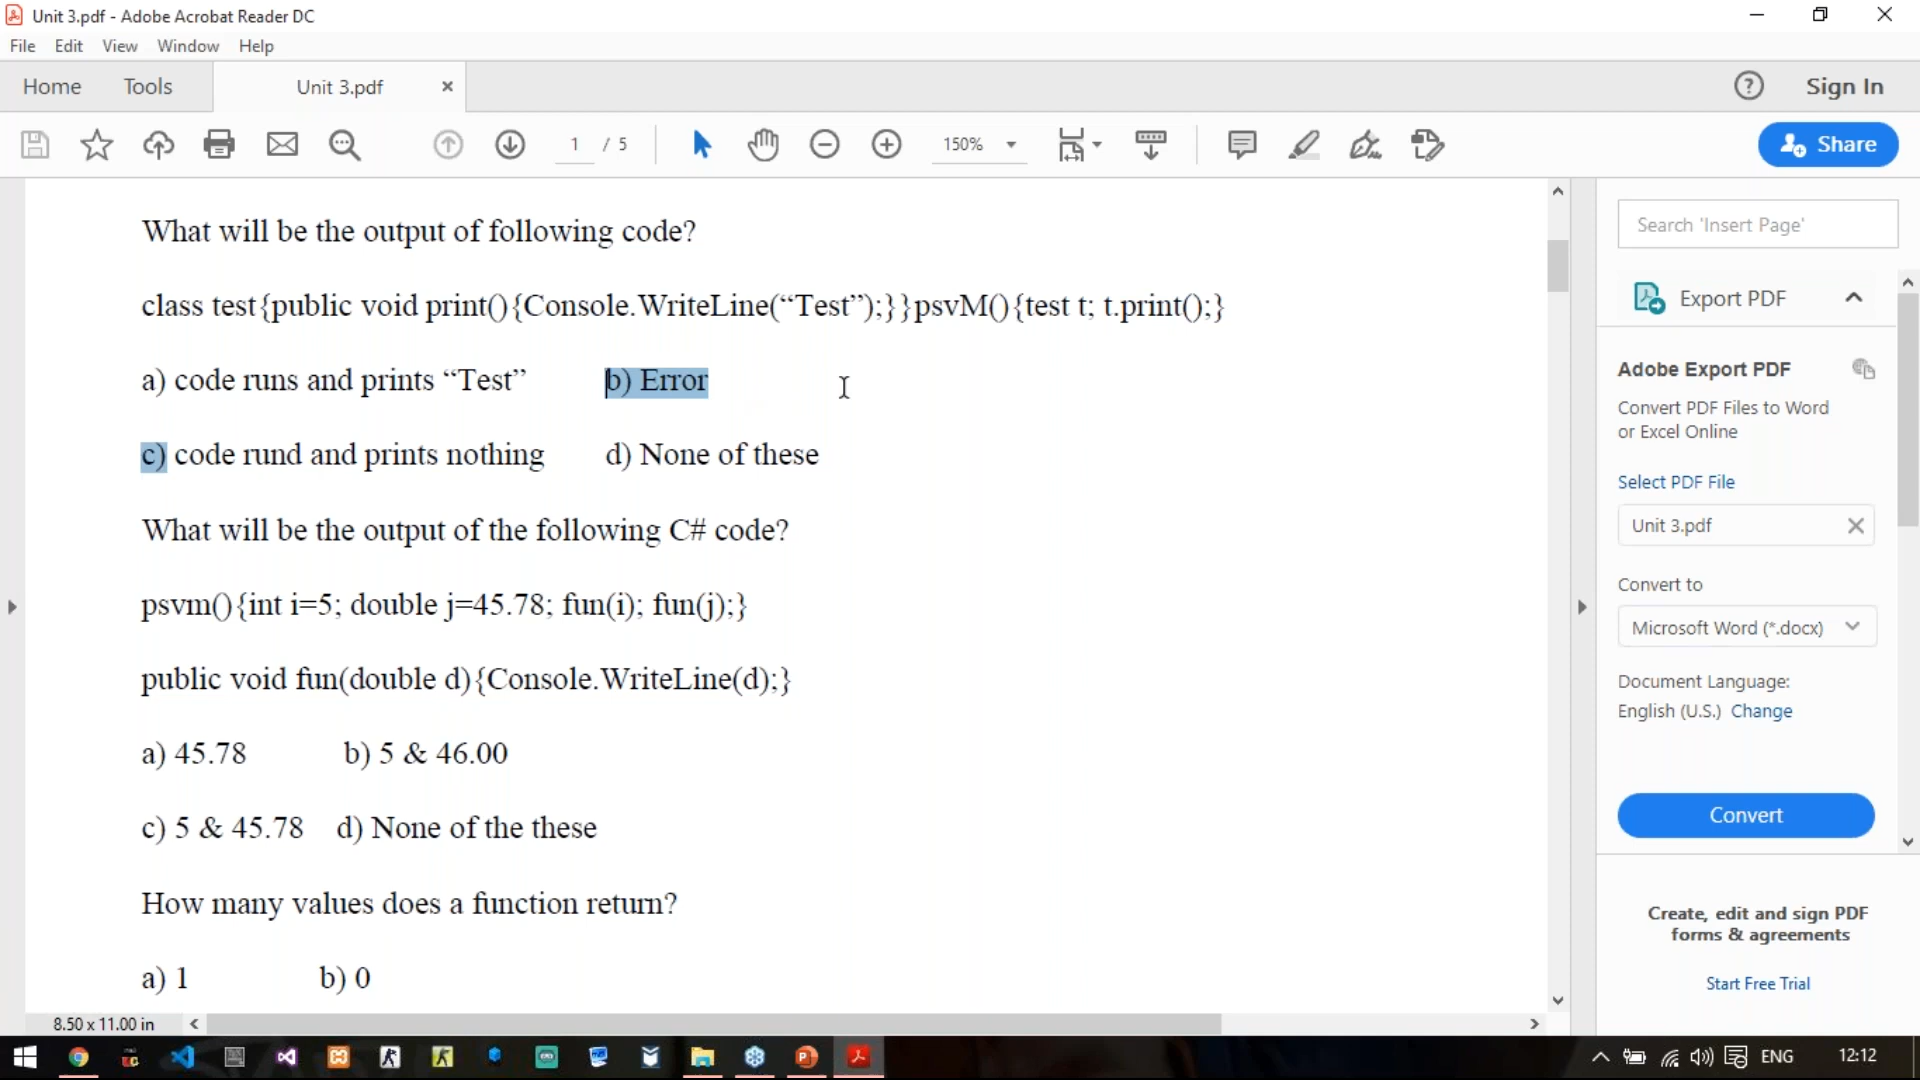 Unit 3.pdf - Adobe Acrobat Reader DC
File Edit View Window Help
Home Tools Unit 3.pdf Sign In
1 / 5 150% Share
What will be the output of following code?
class test{public void print(){Console.WriteLine(“Test”);}}psvM(){test t; t.print();}
a) code runs and prints “Test” b) Error
c) code rund and prints nothing d) None of these
What will be the output of the following C# code?
psvm(){int i=5; double j=45.78; fun(i); fun(j);}
public void fun(double d){Console.WriteLine(d);}
a) 45.78 b) 5 & 46.00
c) 5 & 45.78 d) None of the these
How many values does a function return?
a) 1 b) 0
8.50 x 11.00 in
Search 'Insert Page'
Export PDF
Adobe Export PDF
Convert PDF Files to Word
or Excel Online
Select PDF File
Unit 3.pdf
Convert to
Microsoft Word (*.docx)
Document Language:
English (U.S.) Change
Convert
Create, edit and sign PDF
forms & agreements
Start Free Trial
ENG 12:12